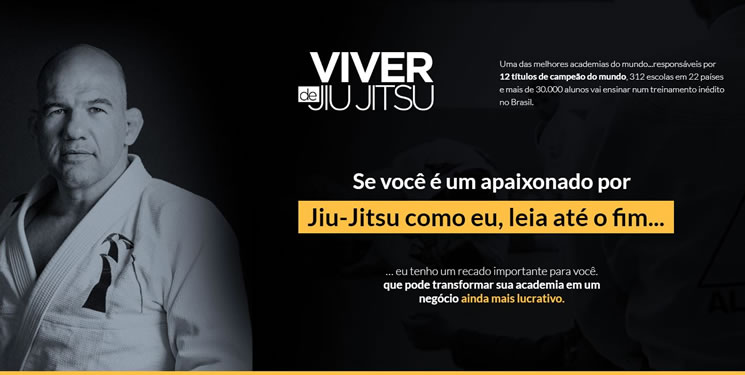 VIVER
de JIU JITSU
Uma das melhores academias do mundo...responsáveis por
12 títulos de campeão do mundo, 312 escolas em 22 países
e mais de 30.000 alunos vai ensinar num treinamento inédito
no Brasil.
Se você é um apaixonado por
Jiu-Jitsu como eu, leia até o fim...
... eu tenho um recado importante para você.
que pode transformar sua academia em um
negócio ainda mais lucrativo.
AL